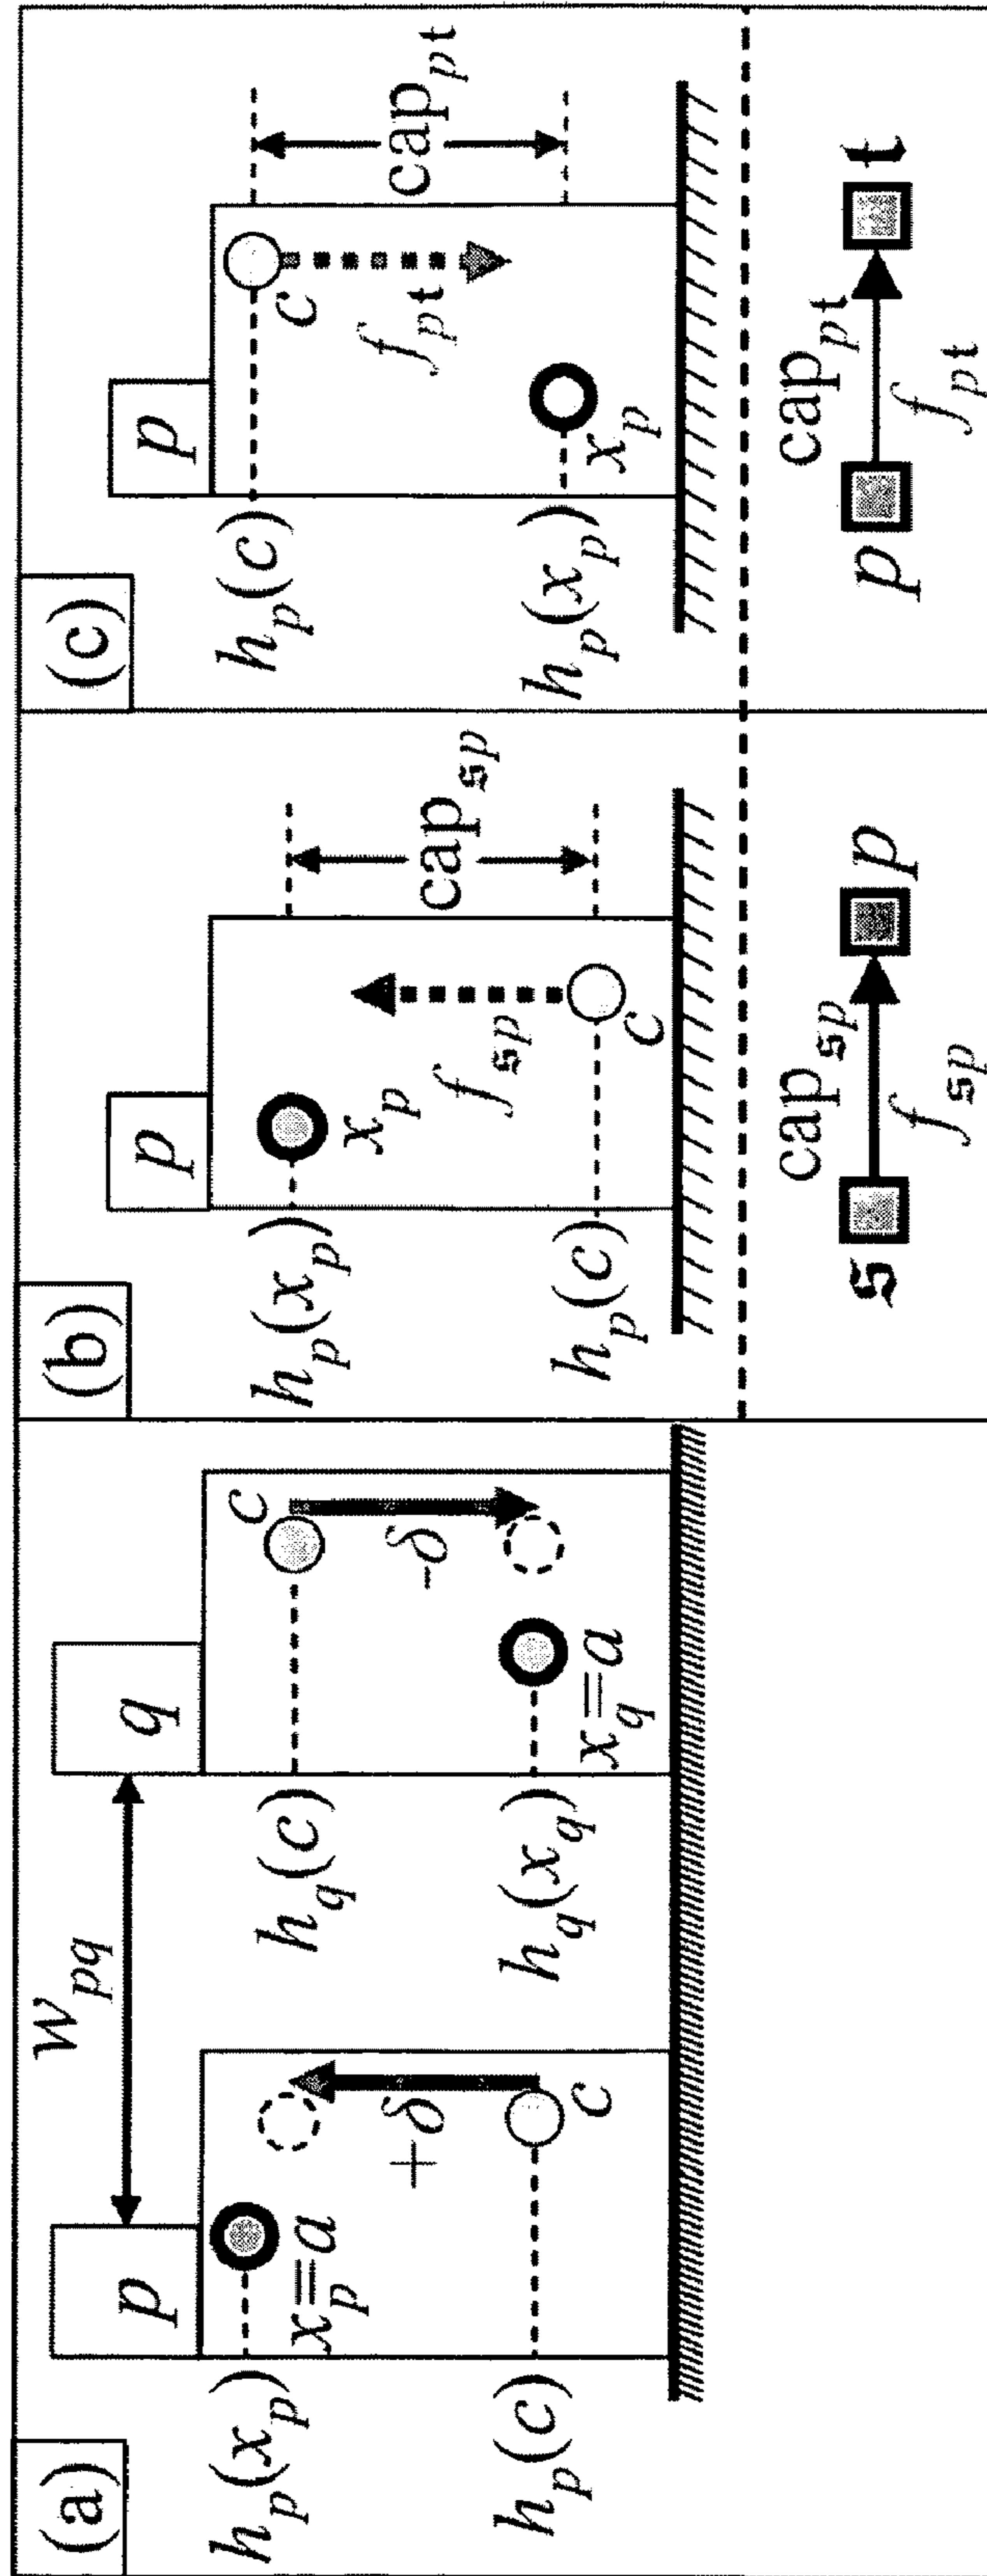 (a)
w_pq
p
q
h_p(x_p)
x_p=a
+δ
h_p(c)
c
h_q(c)
c
-δ
h_q(x_q)
x_q=a
(b)
p
h_p(x_p)
x_p
f_𝔰p
cap_𝔰p
h_p(c)
c
cap_𝔰p
𝔰
p
f_𝔰p
(c)
p
h_p(c)
c
f_p𝔱
cap_p𝔱
h_p(x_p)
x_p
cap_p𝔱
p
𝔱
f_p𝔱